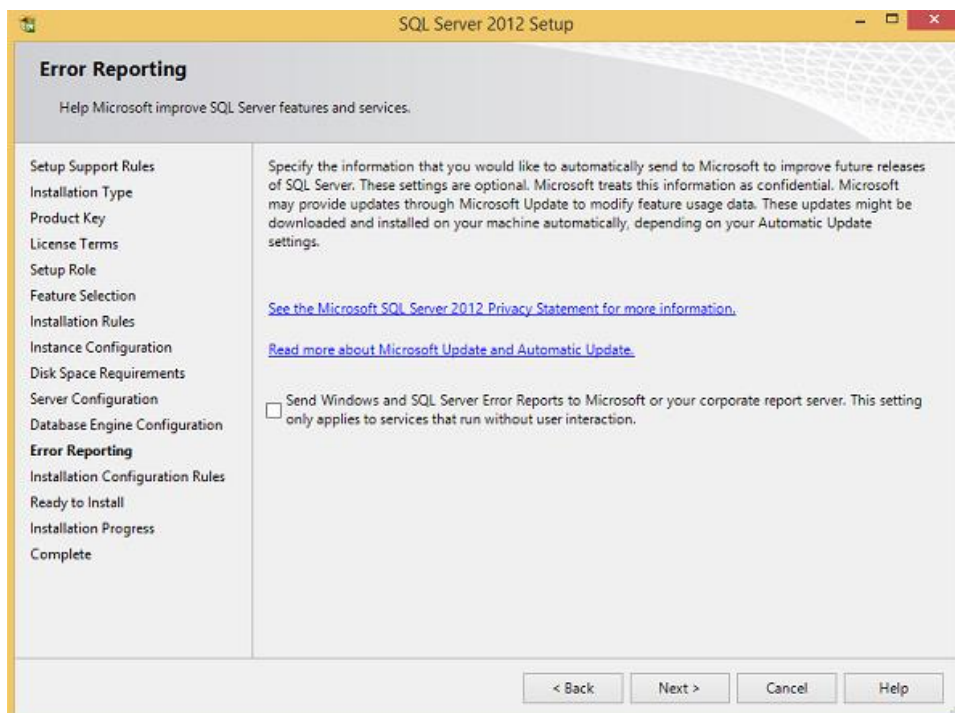 SQL Server 2012 Setup
Error Reporting
Help Microsoft improve SQL Server features and services.
Setup Support Rules
Installation Type
Product Key
License Terms
Setup Role
Feature Selection
Installation Rules
Instance Configuration
Disk Space Requirements
Server Configuration
Database Engine Configuration
Error Reporting
Installation Configuration Rules
Ready to Install
Installation Progress
Complete
Specify the information that you would like to automatically send to Microsoft to improve future releases
of SQL Server. These settings are optional. Microsoft treats this information as confidential. Microsoft
may provide updates through Microsoft Update to modify feature usage data. These updates might be
downloaded and installed on your machine automatically, depending on your Automatic Update
settings.
See the Microsoft SQL Server 2012 Privacy Statement for more information.
Read more about Microsoft Update and Automatic Update.
Send Windows and SQL Server Error Reports to Microsoft or your corporate report server. This setting
only applies to services that run without user interaction.
< Back
Next >
Cancel
Help